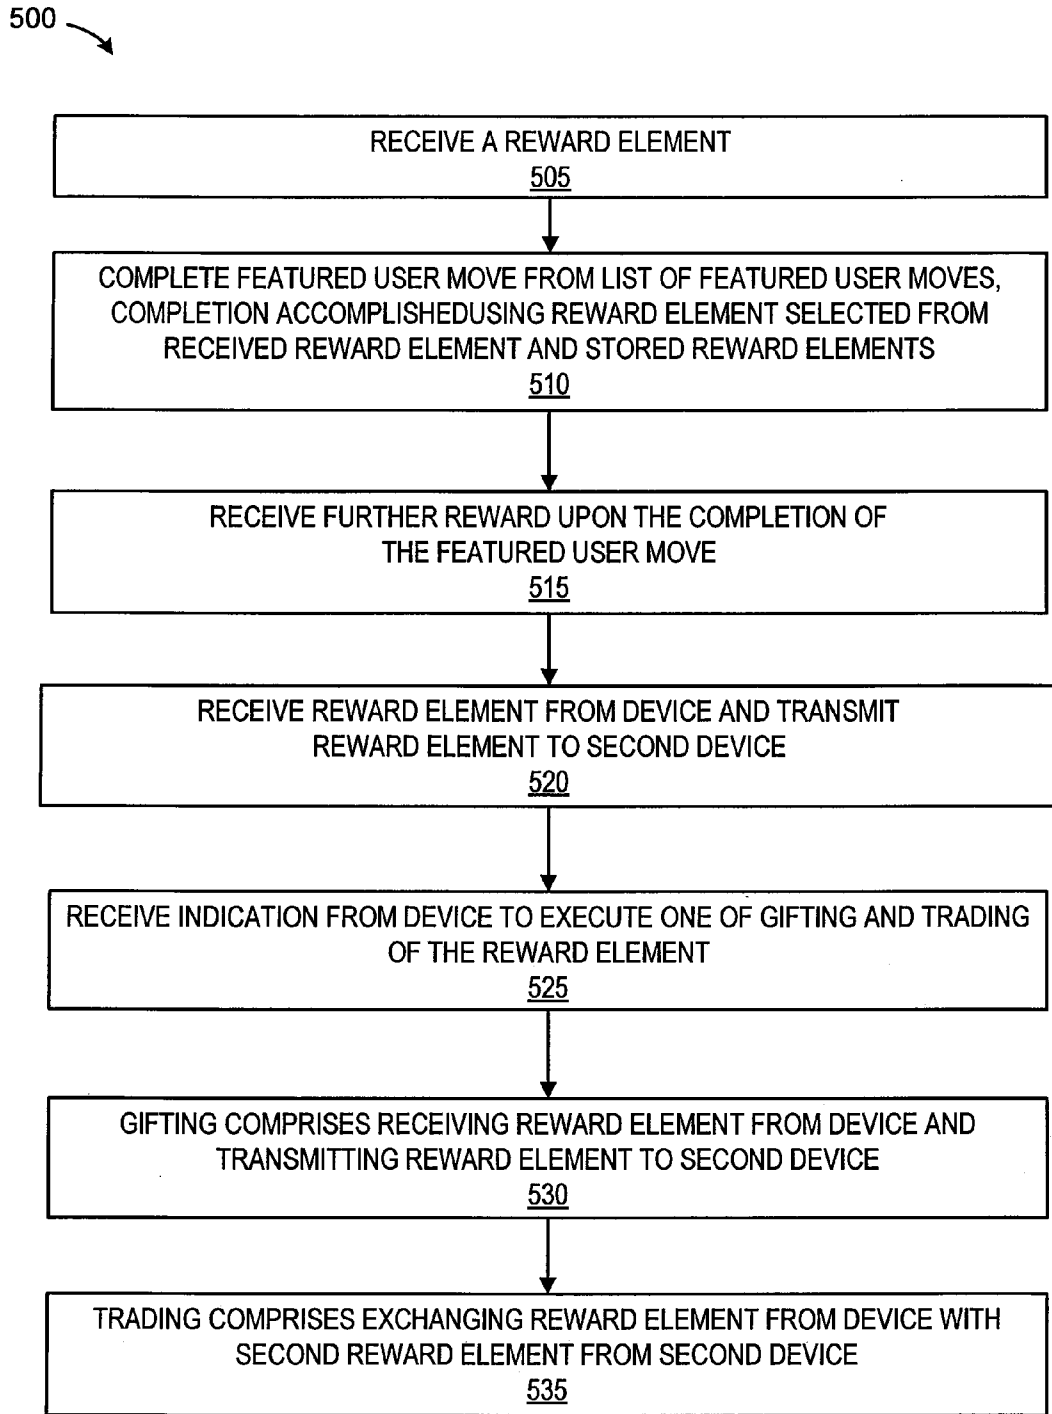 500
RECEIVE A REWARD ELEMENT
505
COMPLETE FEATURED USER MOVE FROM LIST OF FEATURED USER MOVES,
COMPLETION ACCOMPLISHEDUSING REWARD ELEMENT SELECTED FROM
RECEIVED REWARD ELEMENT AND STORED REWARD ELEMENTS
510
RECEIVE FURTHER REWARD UPON THE COMPLETION OF
THE FEATURED USER MOVE
515
RECEIVE REWARD ELEMENT FROM DEVICE AND TRANSMIT
REWARD ELEMENT TO SECOND DEVICE
520
RECEIVE INDICATION FROM DEVICE TO EXECUTE ONE OF GIFTING AND TRADING
OF THE REWARD ELEMENT
525
GIFTING COMPRISES RECEIVING REWARD ELEMENT FROM DEVICE AND
TRANSMITTING REWARD ELEMENT TO SECOND DEVICE
530
TRADING COMPRISES EXCHANGING REWARD ELEMENT FROM DEVICE WITH
SECOND REWARD ELEMENT FROM SECOND DEVICE
535